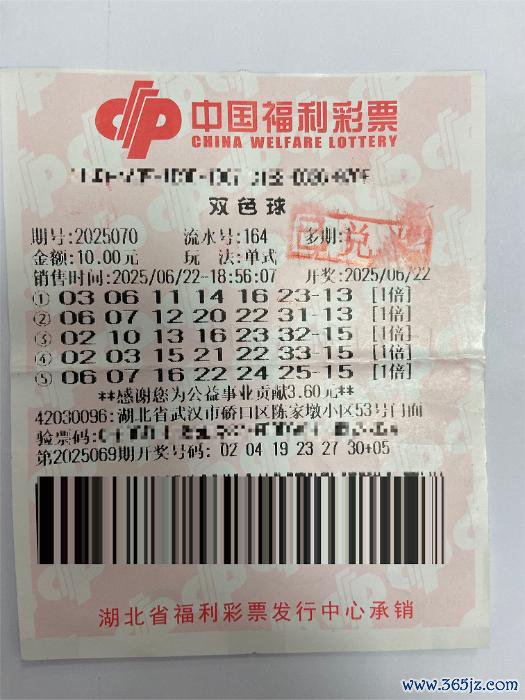 中国福利彩票
CHINA WELFARE LOTTERY
双色球
期号:2025070 流水号:164 多期:1
金额:10.00元 玩 法:单式
已兑
销售时间:2025/06/22-18:56:07 开奖:2025/06/22
① 03 06 11 14 16 23-13 [1倍]
② 06 07 12 20 22 31-13 [1倍]
③ 02 10 13 16 23 32-15 [1倍]
④ 02 03 15 21 22 33-15 [1倍]
⑤ 06 07 16 22 24 25-15 [1倍]
**感谢您为公益事业贡献3.60元**
42030096:湖北省武汉市硚口区陈家墩小区53号门面
验票码:
第2025069期开奖号码: 02 04 19 23 27 30+05
湖北省福利彩票发行中心承销
www.365jz.com